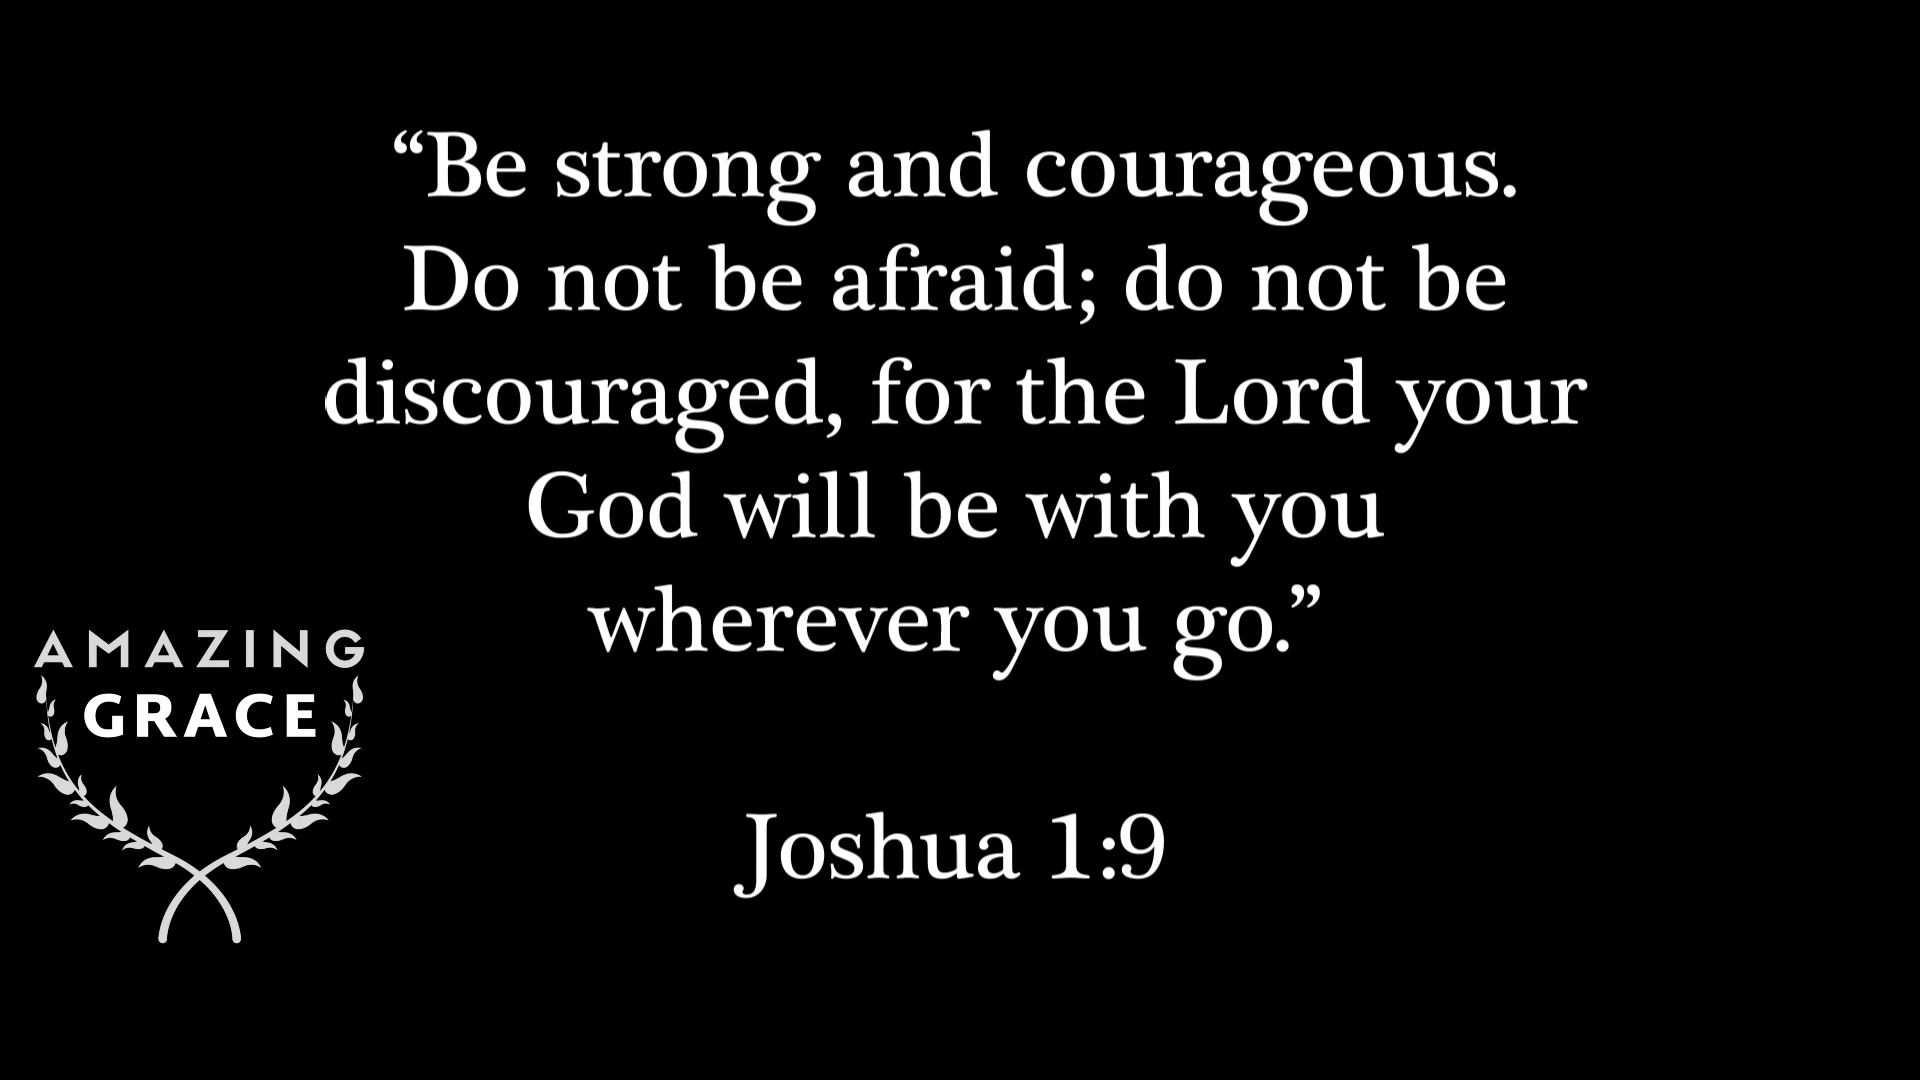 “Be strong and courageous.
Do not be afraid; do not be
discouraged, for the Lord your
God will be with you
wherever you go.”
AMAZING
GRACE
Joshua 1:9